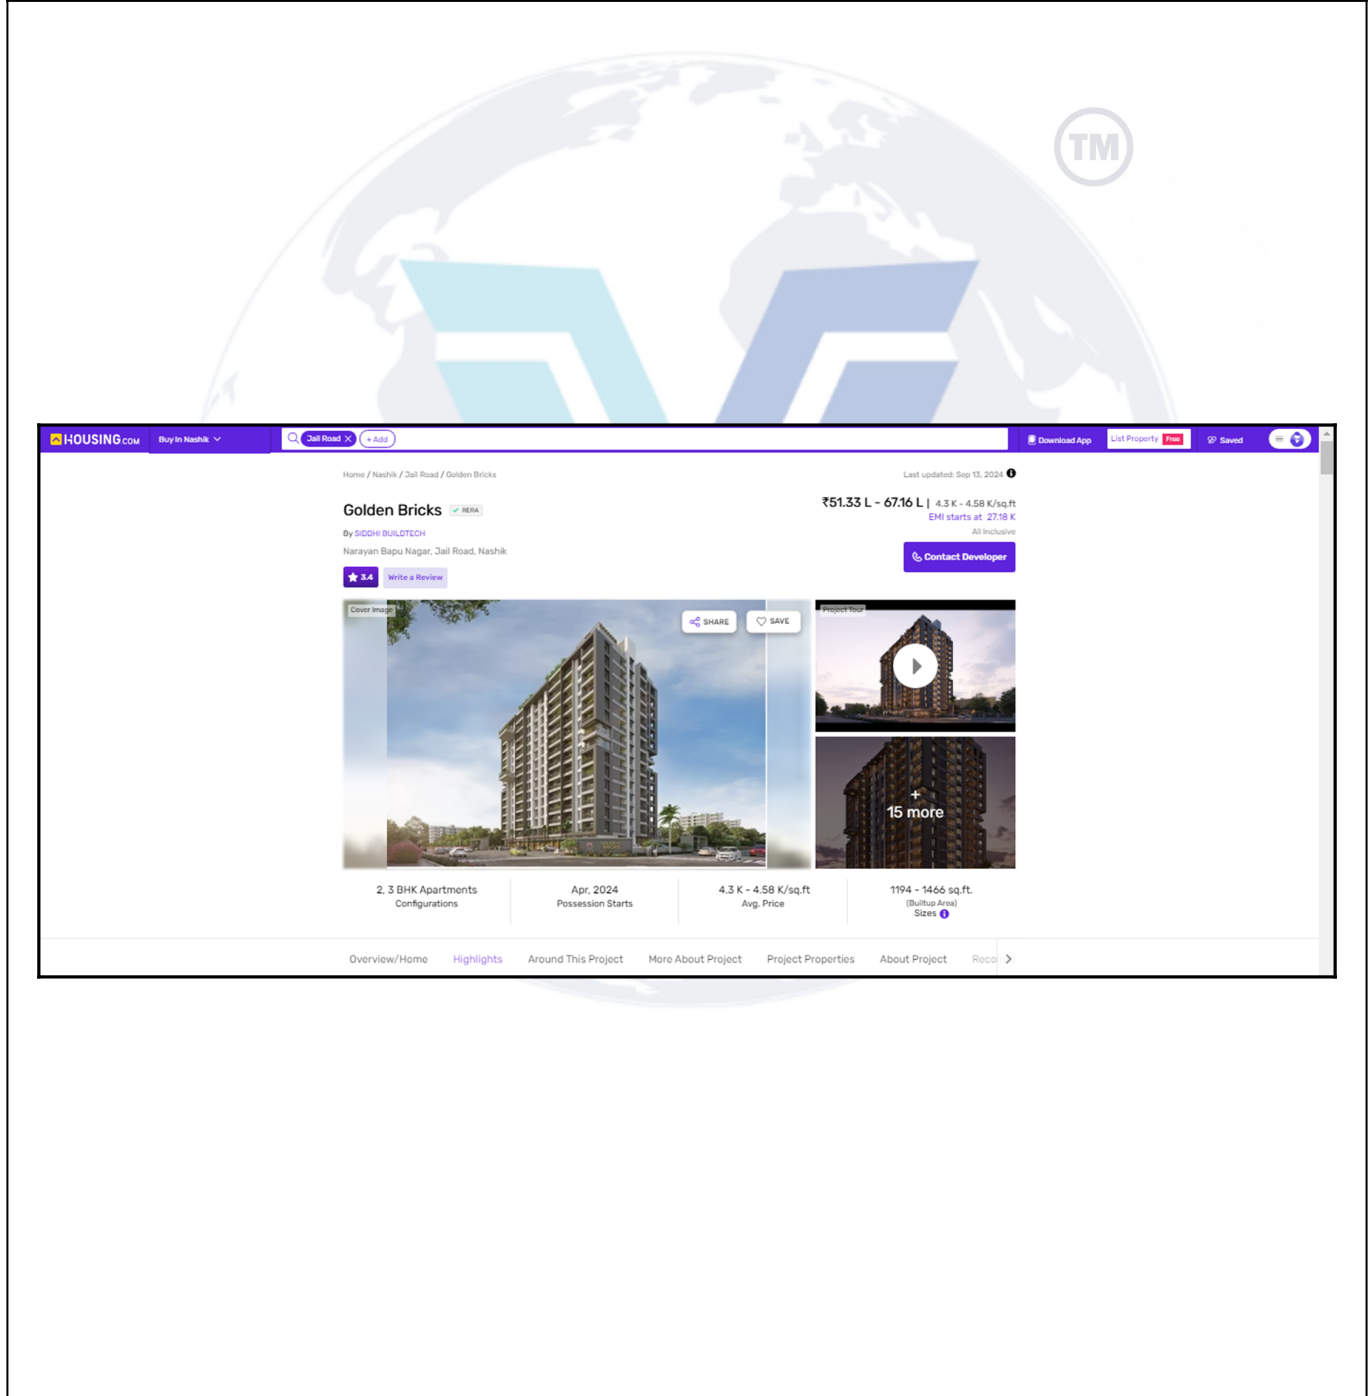 TM
HOUSING.COM Buy In Nashik Jail Road X + Add Download App List Property Free Saved
Home / Nashik / Jail Road / Golden Bricks Last updated: Sep 13, 2024
Golden Bricks RERA ₹51.33 L - 67.16 L | 4.3 K - 4.58 K/sq.ft
EMI starts at 27.18 K
By SIDDHI BUILDTECH All Inclusive
Narayan Bapu Nagar, Jail Road, Nashik Contact Developer
3.4 Write a Review
Cover Image SHARE SAVE Project Tour
+
15 more
GOLDEN
BRICKS
2, 3 BHK Apartments Apr, 2024 4.3 K - 4.58 K/sq.ft 1194 - 1466 sq.ft.
Configurations Possession Starts Avg. Price (Builtup Area)
Sizes
Overview/Home Highlights Around This Project More About Project Project Properties About Project Reco